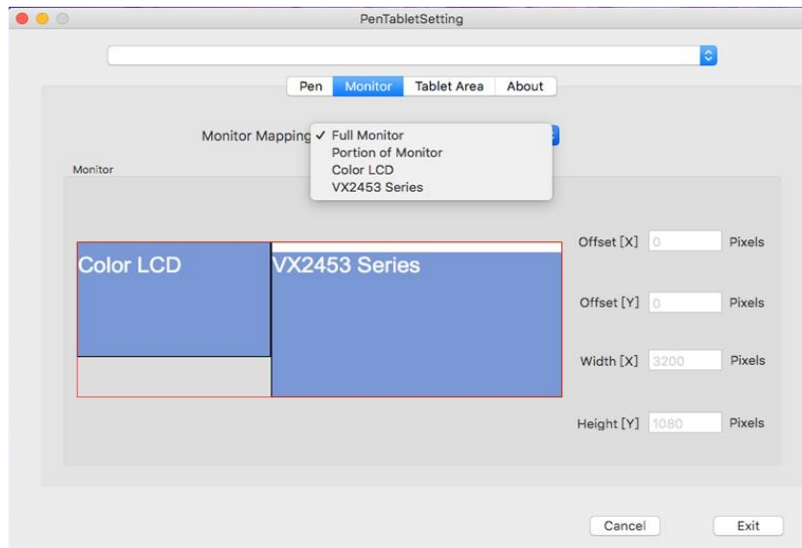 PenTabletSetting
Pen Monitor Tablet Area About
Monitor Mapping ✓ Full Monitor
Portion of Monitor
Color LCD
VX2453 Series
Monitor
Color LCD VX2453 Series
Offset [X] 0 Pixels
Offset [Y] 0 Pixels
Width [X] 3200 Pixels
Height [Y] 1080 Pixels
Cancel Exit